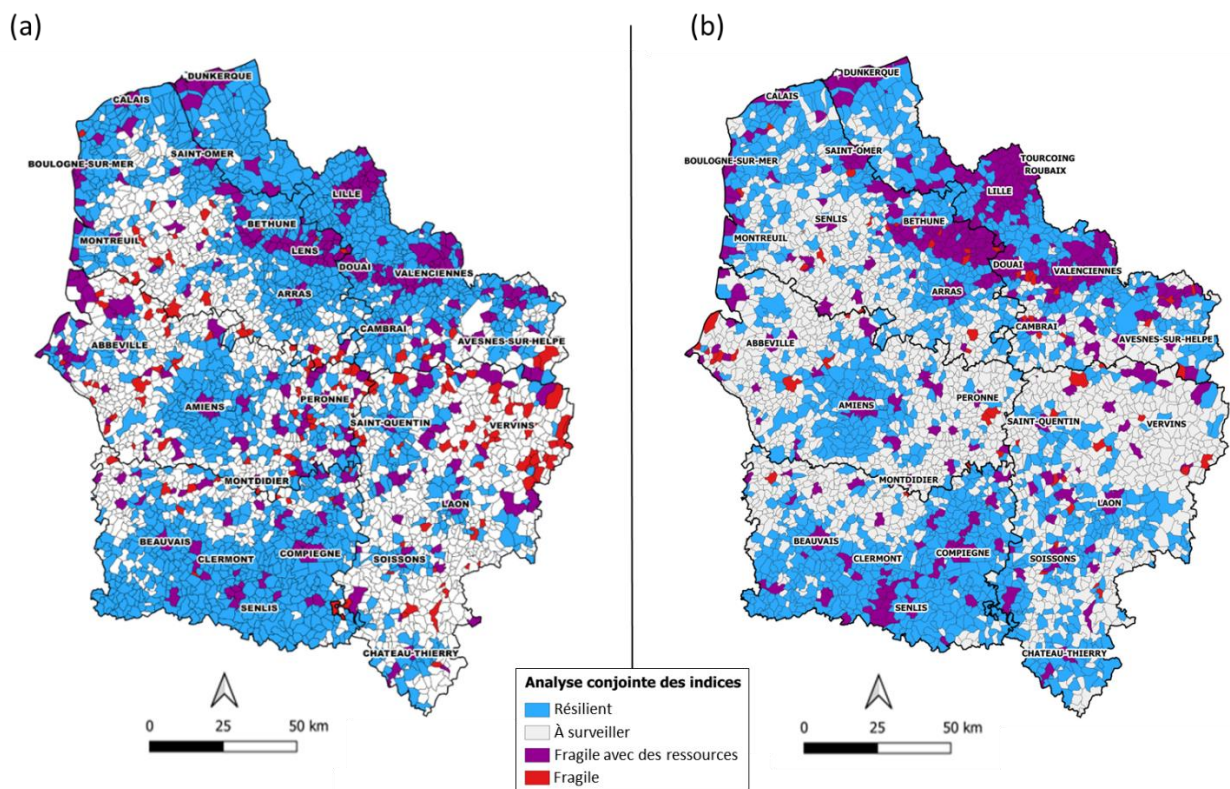 (a)
DUNKERQUE
CALAIS
SAINT-OMER
BOULOGNE-SUR-MER
LILLE
BETHUNE
MONTREUIL
LENS
DOUAI
VALENCIENNES
ARRAS
CAMBRAI
ABBEVILLE
AVESNES-SUR-HELPE
AMIENS
PERONNE
SAINT-QUENTIN
VERVINS
MONTDIDIER
LAON
BEAUVAIS
CLERMONT
COMPIEGNE
SOISSONS
SENLIS
CHATEAU-THIERRY
0 25 50 km
(b)
DUNKERQUE
CALAIS
SAINT-OMER
BOULOGNE-SUR-MER
TOURCOING
ROUBAIX
LILLE
SENLIS
BETHUNE
MONTREUIL
DOUAI
VALENCIENNES
ARRAS
CAMBRAI
ABBEVILLE
AVESNES-SUR-HELPE
PERONNE
AMIENS
SAINT-QUENTIN
VERVINS
MONTDIDIER
LAON
BEAUVAIS
CLERMONT
COMPIEGNE
SOISSONS
SENLIS
CHATEAU-THIERRY
0 25 50 km
Analyse conjointe des indices
Résilient
À surveiller
Fragile avec des ressources
Fragile